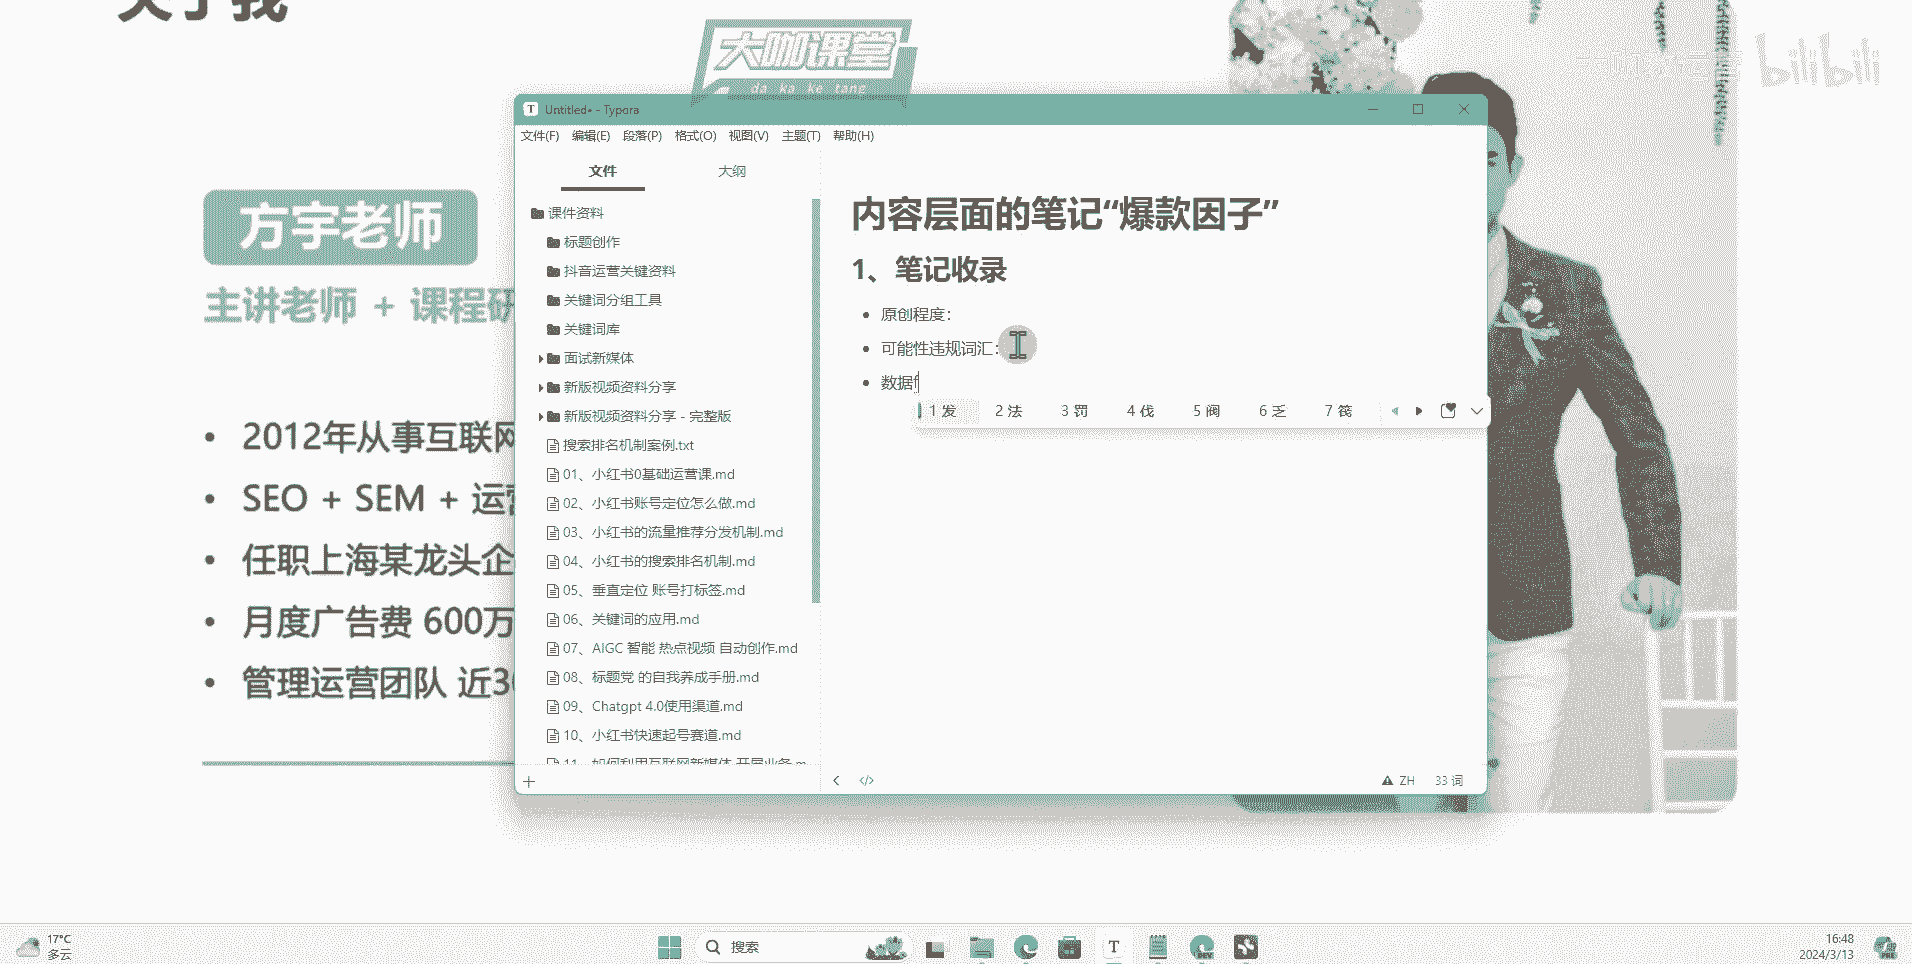 关于我
大咖课堂
da ka ke tang
bilibili
方宇老师
主讲老师 + 课程研
2012年从事互联网
SEO + SEM + 运营
任职上海某龙头企
月度广告费 600万
管理运营团队 近30
Untitled• - Typora
文件(F) 编辑(E) 段落(P) 格式(O) 视图(V) 主题(T) 帮助(H)
文件 大纲
课件资料
标题创作
抖音运营关键资料
关键词分组工具
关键词库
面试新媒体
新版视频资料分享
新版视频资料分享 - 完整版
搜索排名机制案例.txt
01、小红书0基础运营课.md
02、小红书账号定位怎么做.md
03、小红书的流量推荐分发机制.md
04、小红书的搜索排名机制.md
05、垂直定位 账号打标签.md
06、关键词的应用.md
07、AIGC 智能 热点视频 自动创作.md
08、标题党 的自我养成手册.md
09、Chatgpt 4.0使用渠道.md
10、小红书快速起号赛道.md
11、如何利用互联网新媒体 开展业务.m
内容层面的笔记“爆款因子”
1、笔记收录
原创程度：
可能性违规词汇：
数据f
1 发 2 法 3 罚 4 伐 5 阀 6 乏 7 筏
ZH 33 词
17°C
多云
搜索
16:48
2024/3/13